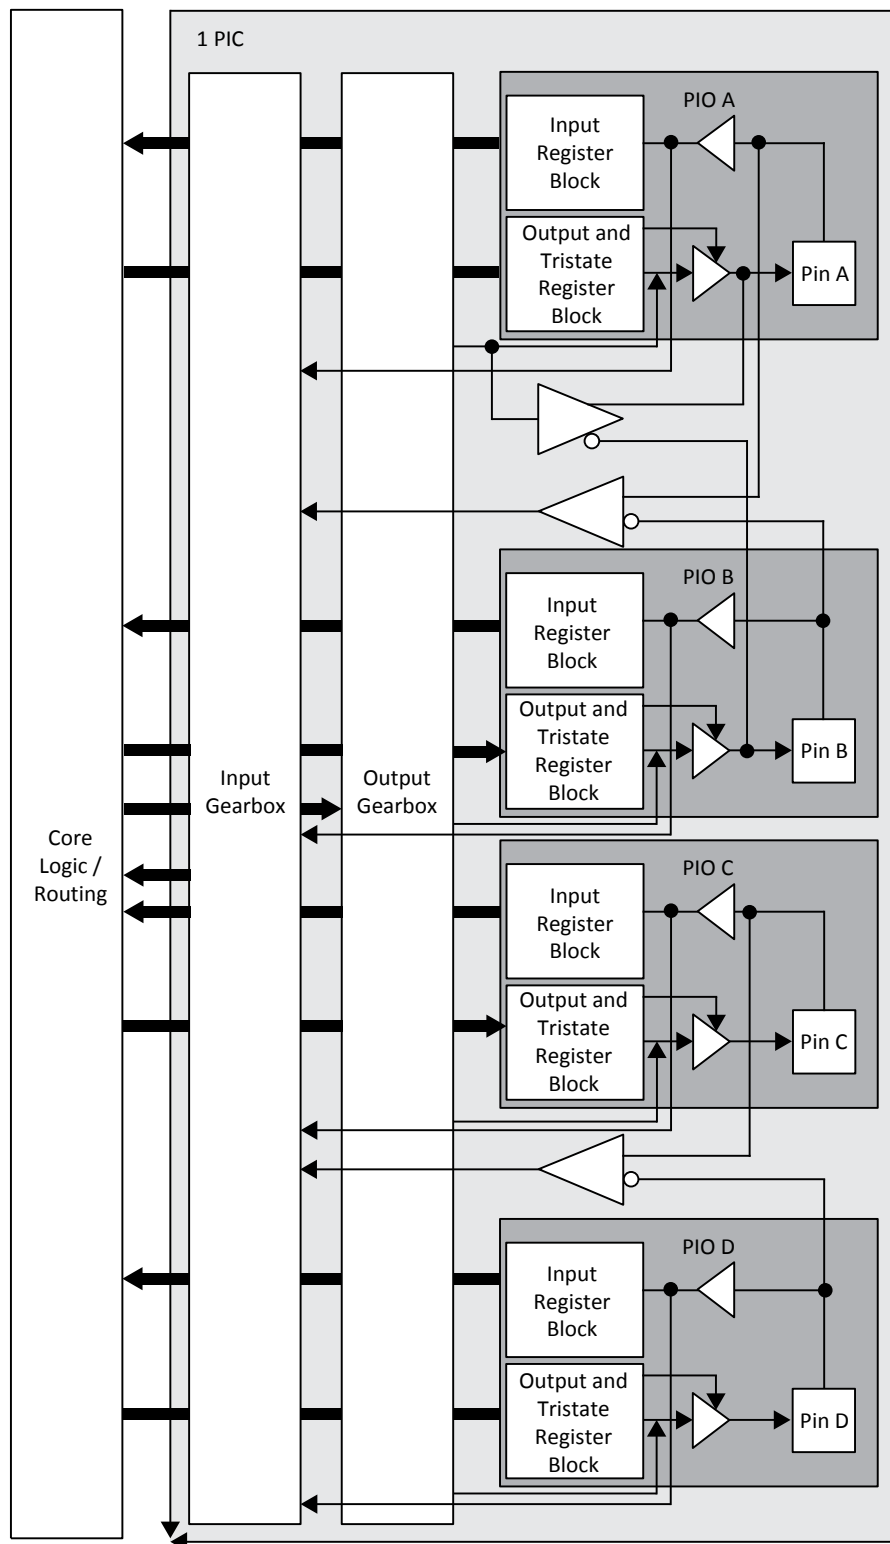 1 PIC
PIO A
Input
Register
Block
Output and
Tristate
Register
Block
Pin A
PIO B
Input
Register
Block
Output and
Tristate
Register
Block
Pin B
Input
Gearbox
Output
Gearbox
Core
Logic /
Routing
PIO C
Input
Register
Block
Output and
Tristate
Register
Block
Pin C
PIO D
Input
Register
Block
Output and
Tristate
Register
Block
Pin D